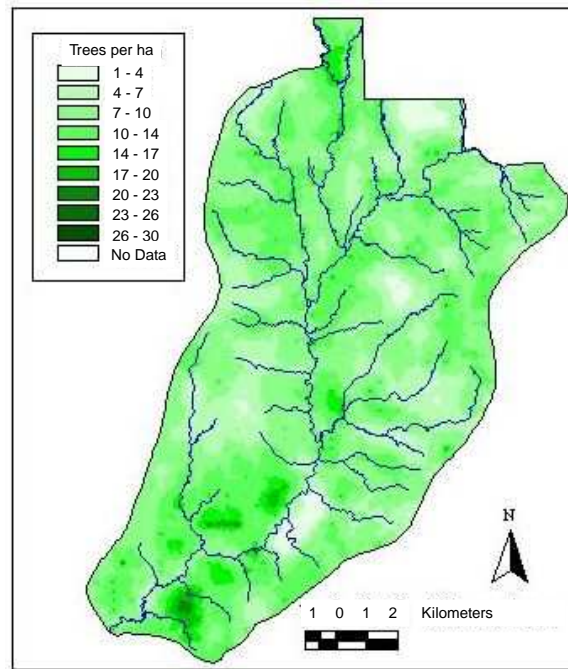 Trees per ha
1 - 4
4 - 7
7 - 10
10 - 14
14 - 17
17 - 20
20 - 23
23 - 26
26 - 30
No Data
N
1 0 1 2 Kilometers